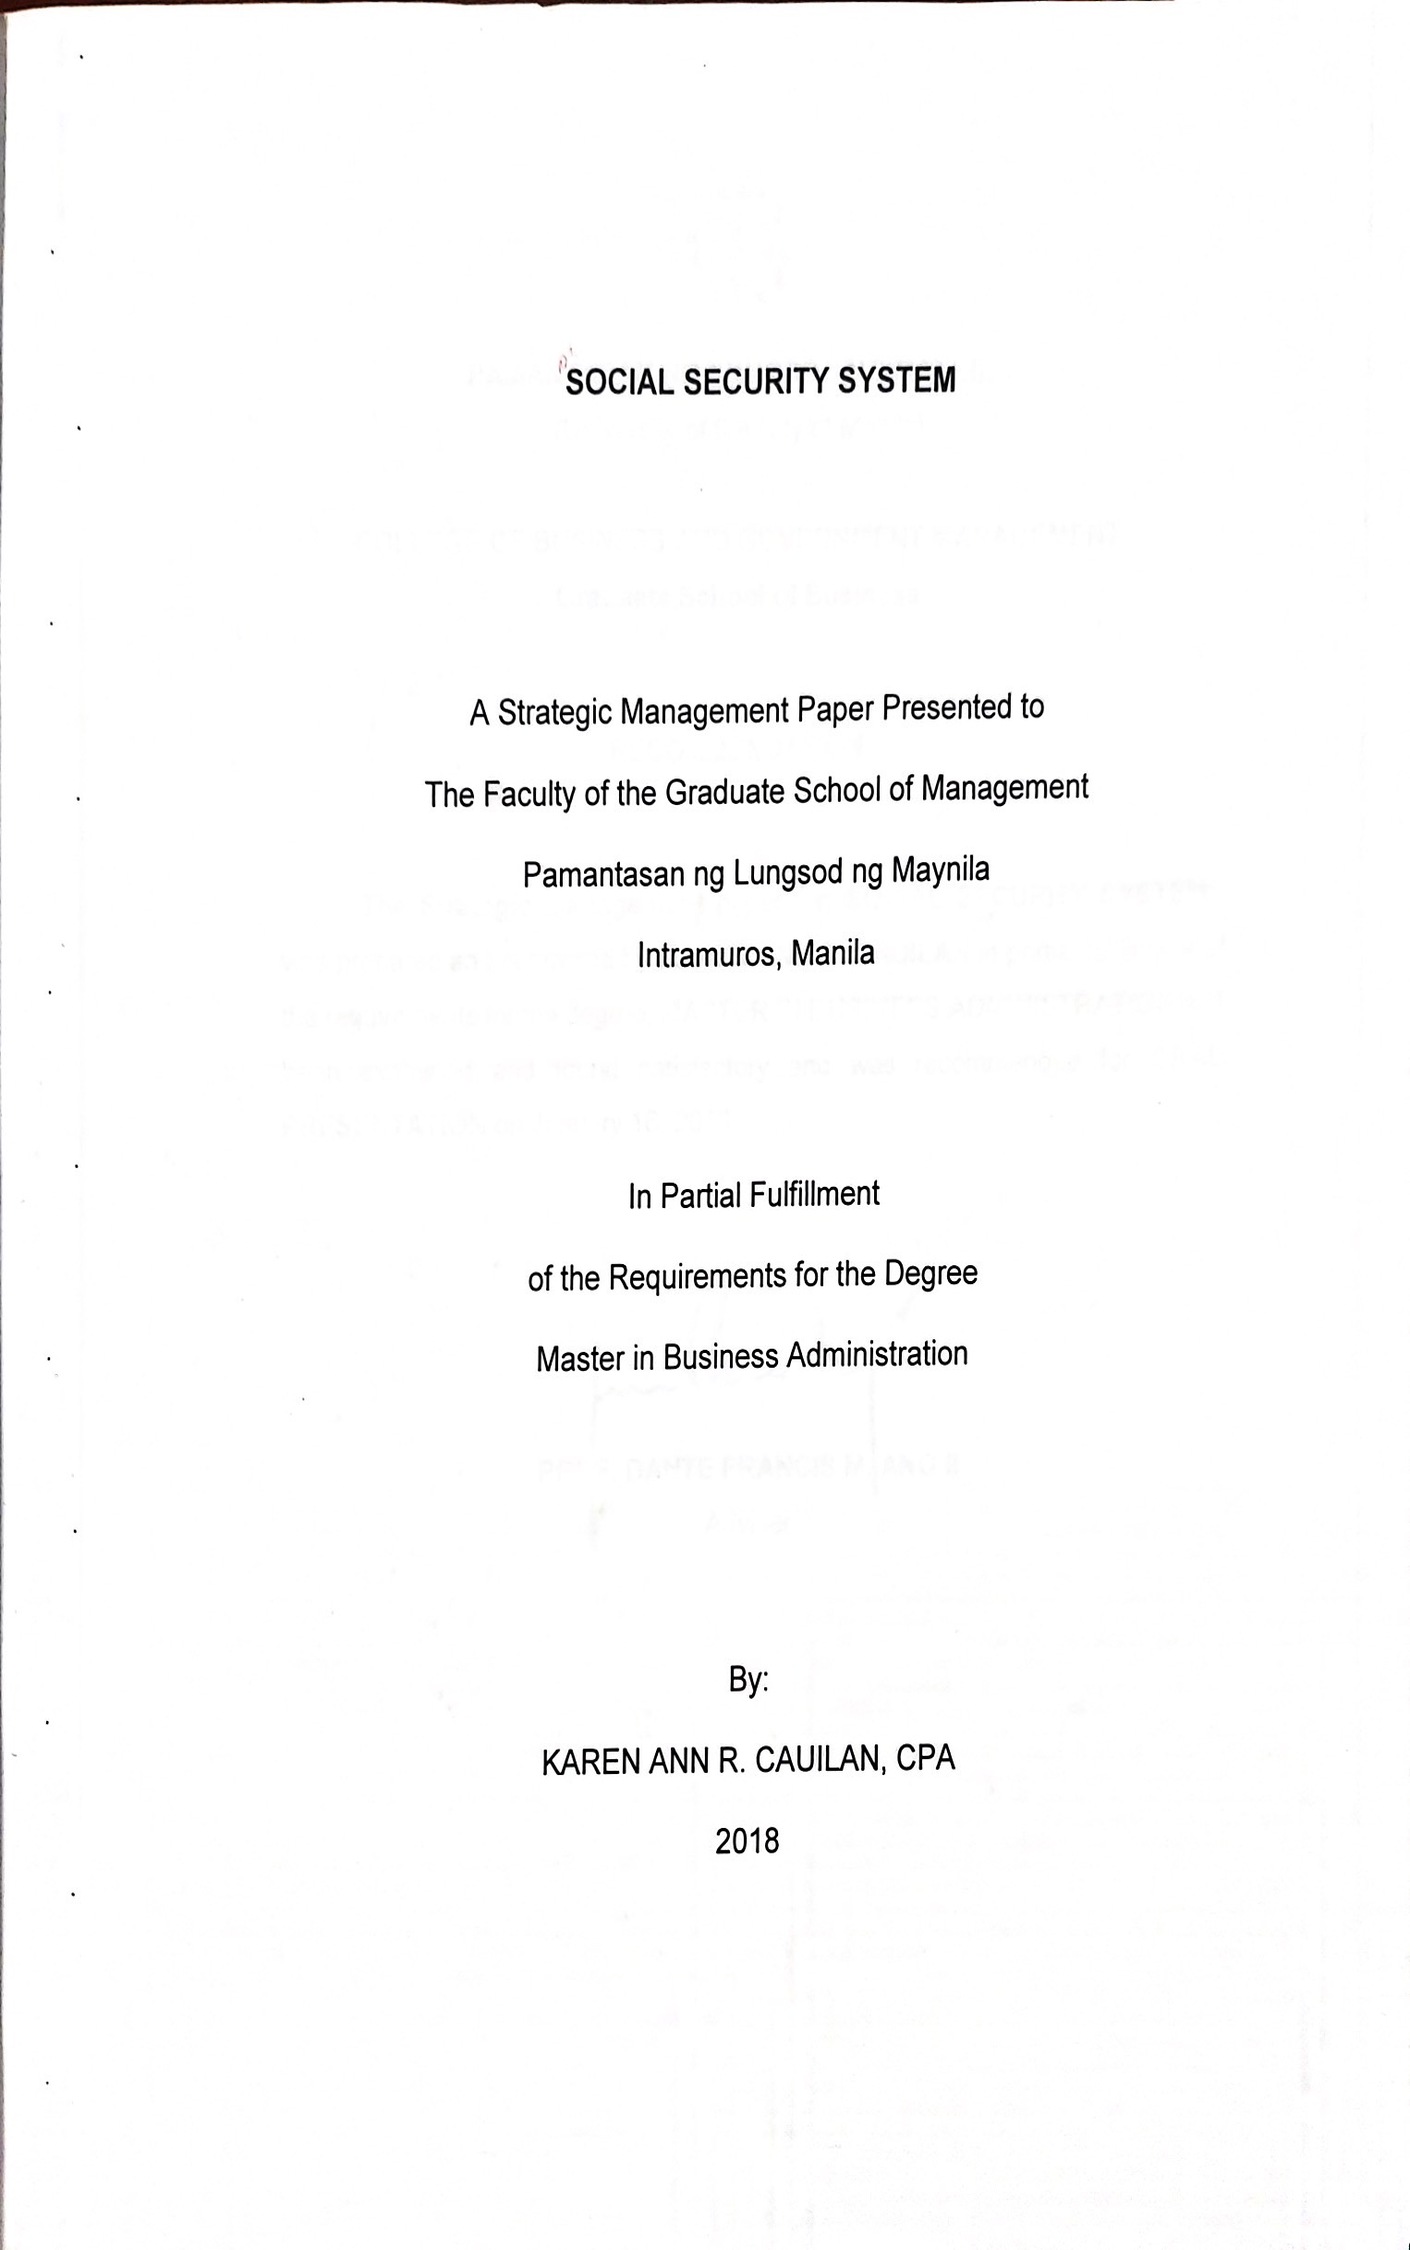 SOCIAL SECURITY SYSTEM
A Strategic Management Paper Presented to
The Faculty of the Graduate School of Management
Pamantasan ng Lungsod ng Maynila
Intramuros, Manila
In Partial Fulfillment
of the Requirements for the Degree
Master in Business Administration
By:
KAREN ANN R. CAUILAN, CPA
2018